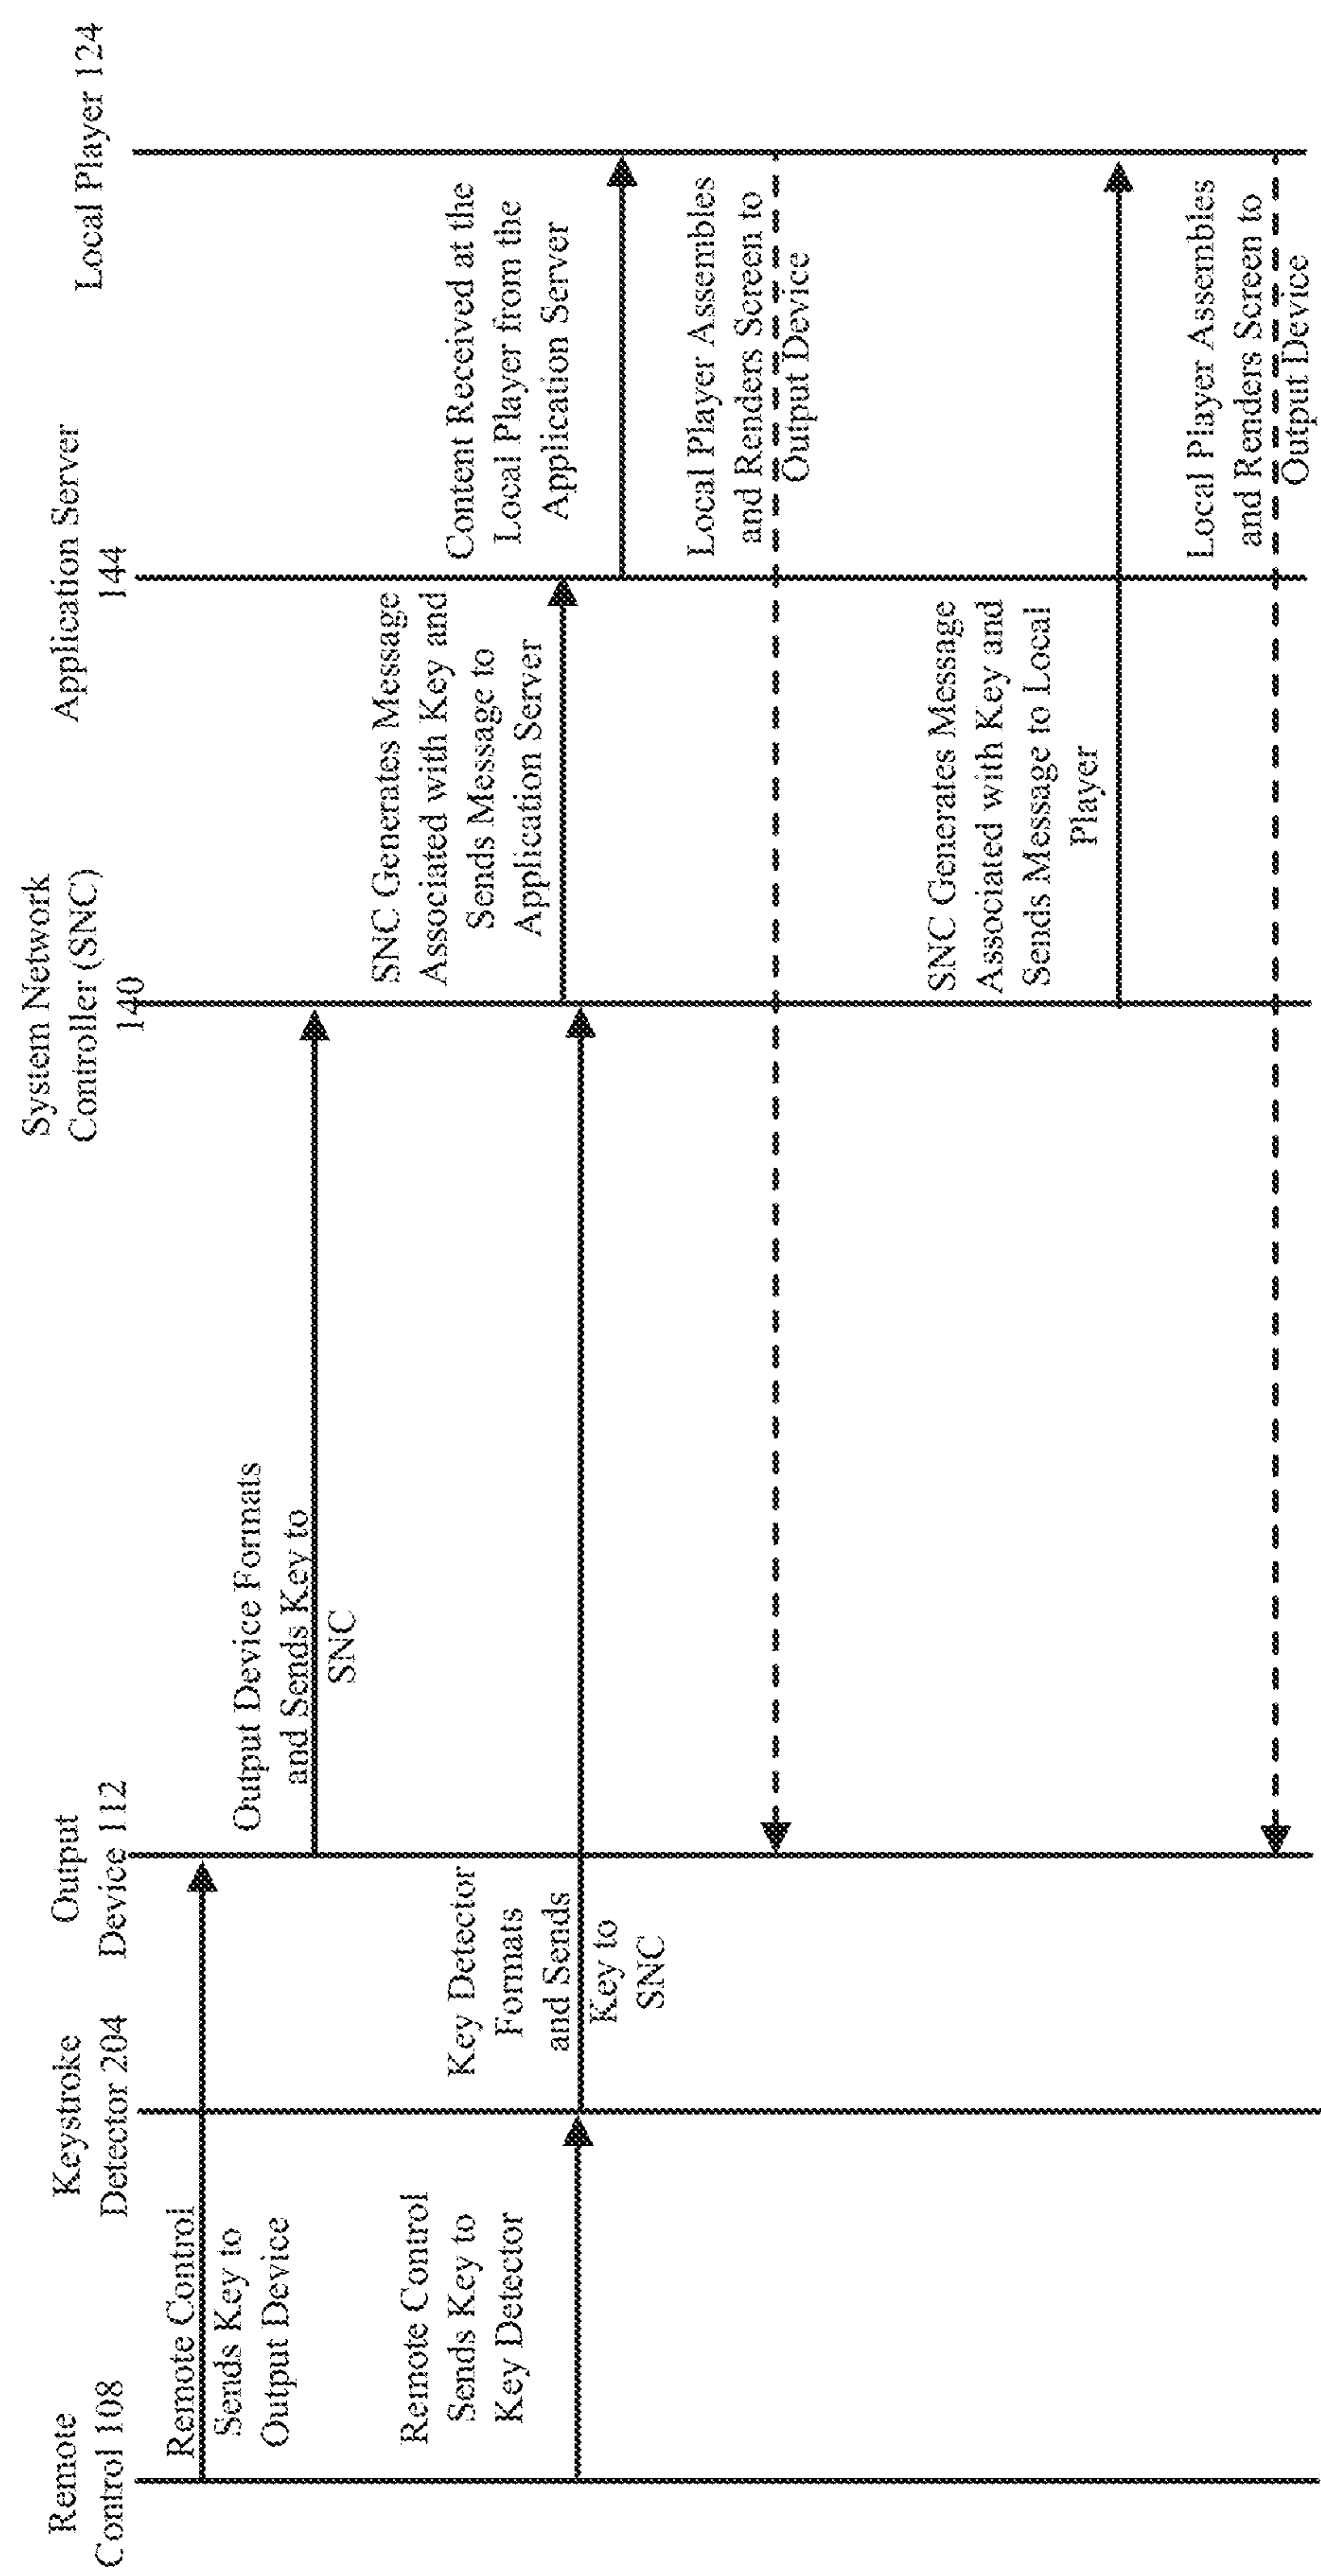 Remote
Control 108
Keystroke
Detector 204
Output
Device 112
System Network
Controller (SNC)
140
Application Server
144
Local Player 124
Remote Control
Sends Key to
Output Device
Output Device Formats
and Sends Key to
SNC
Remote Control
Sends Key to
Key Detector
Key Detector
Formats
and Sends
Key to
SNC
SNC Generates Message
Associated with Key and
Sends Message to
Application Server
Content Received at the
Local Player from the
Application Server
Local Player Assembles
and Renders Screen to
Output Device
SNC Generates Message
Associated with Key and
Sends Message to Local
Player
Local Player Assembles
and Renders Screen to
Output Device